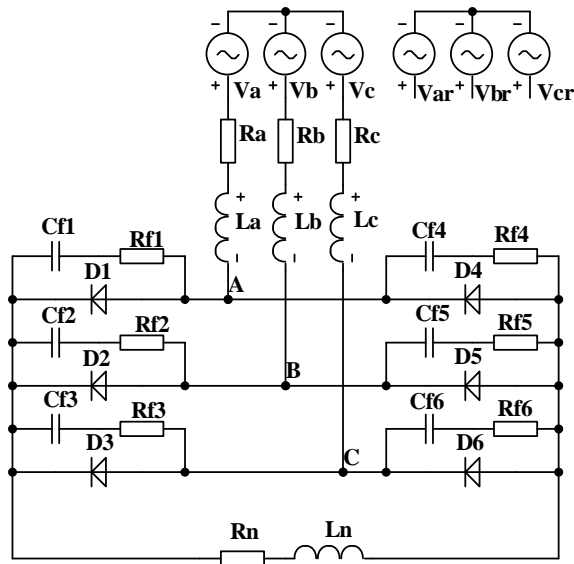 − − − − − −
+ Va + Vb + Vc + Var + Vbr + Vcr
Ra Rb Rc
+ + +
La Lb Lc
− − −
Cf1 Rf1 Cf4 Rf4
D1 A D4
Cf2 Rf2 Cf5 Rf5
D2 B D5
Cf3 Rf3 Cf6 Rf6
D3 C D6
Rn Ln